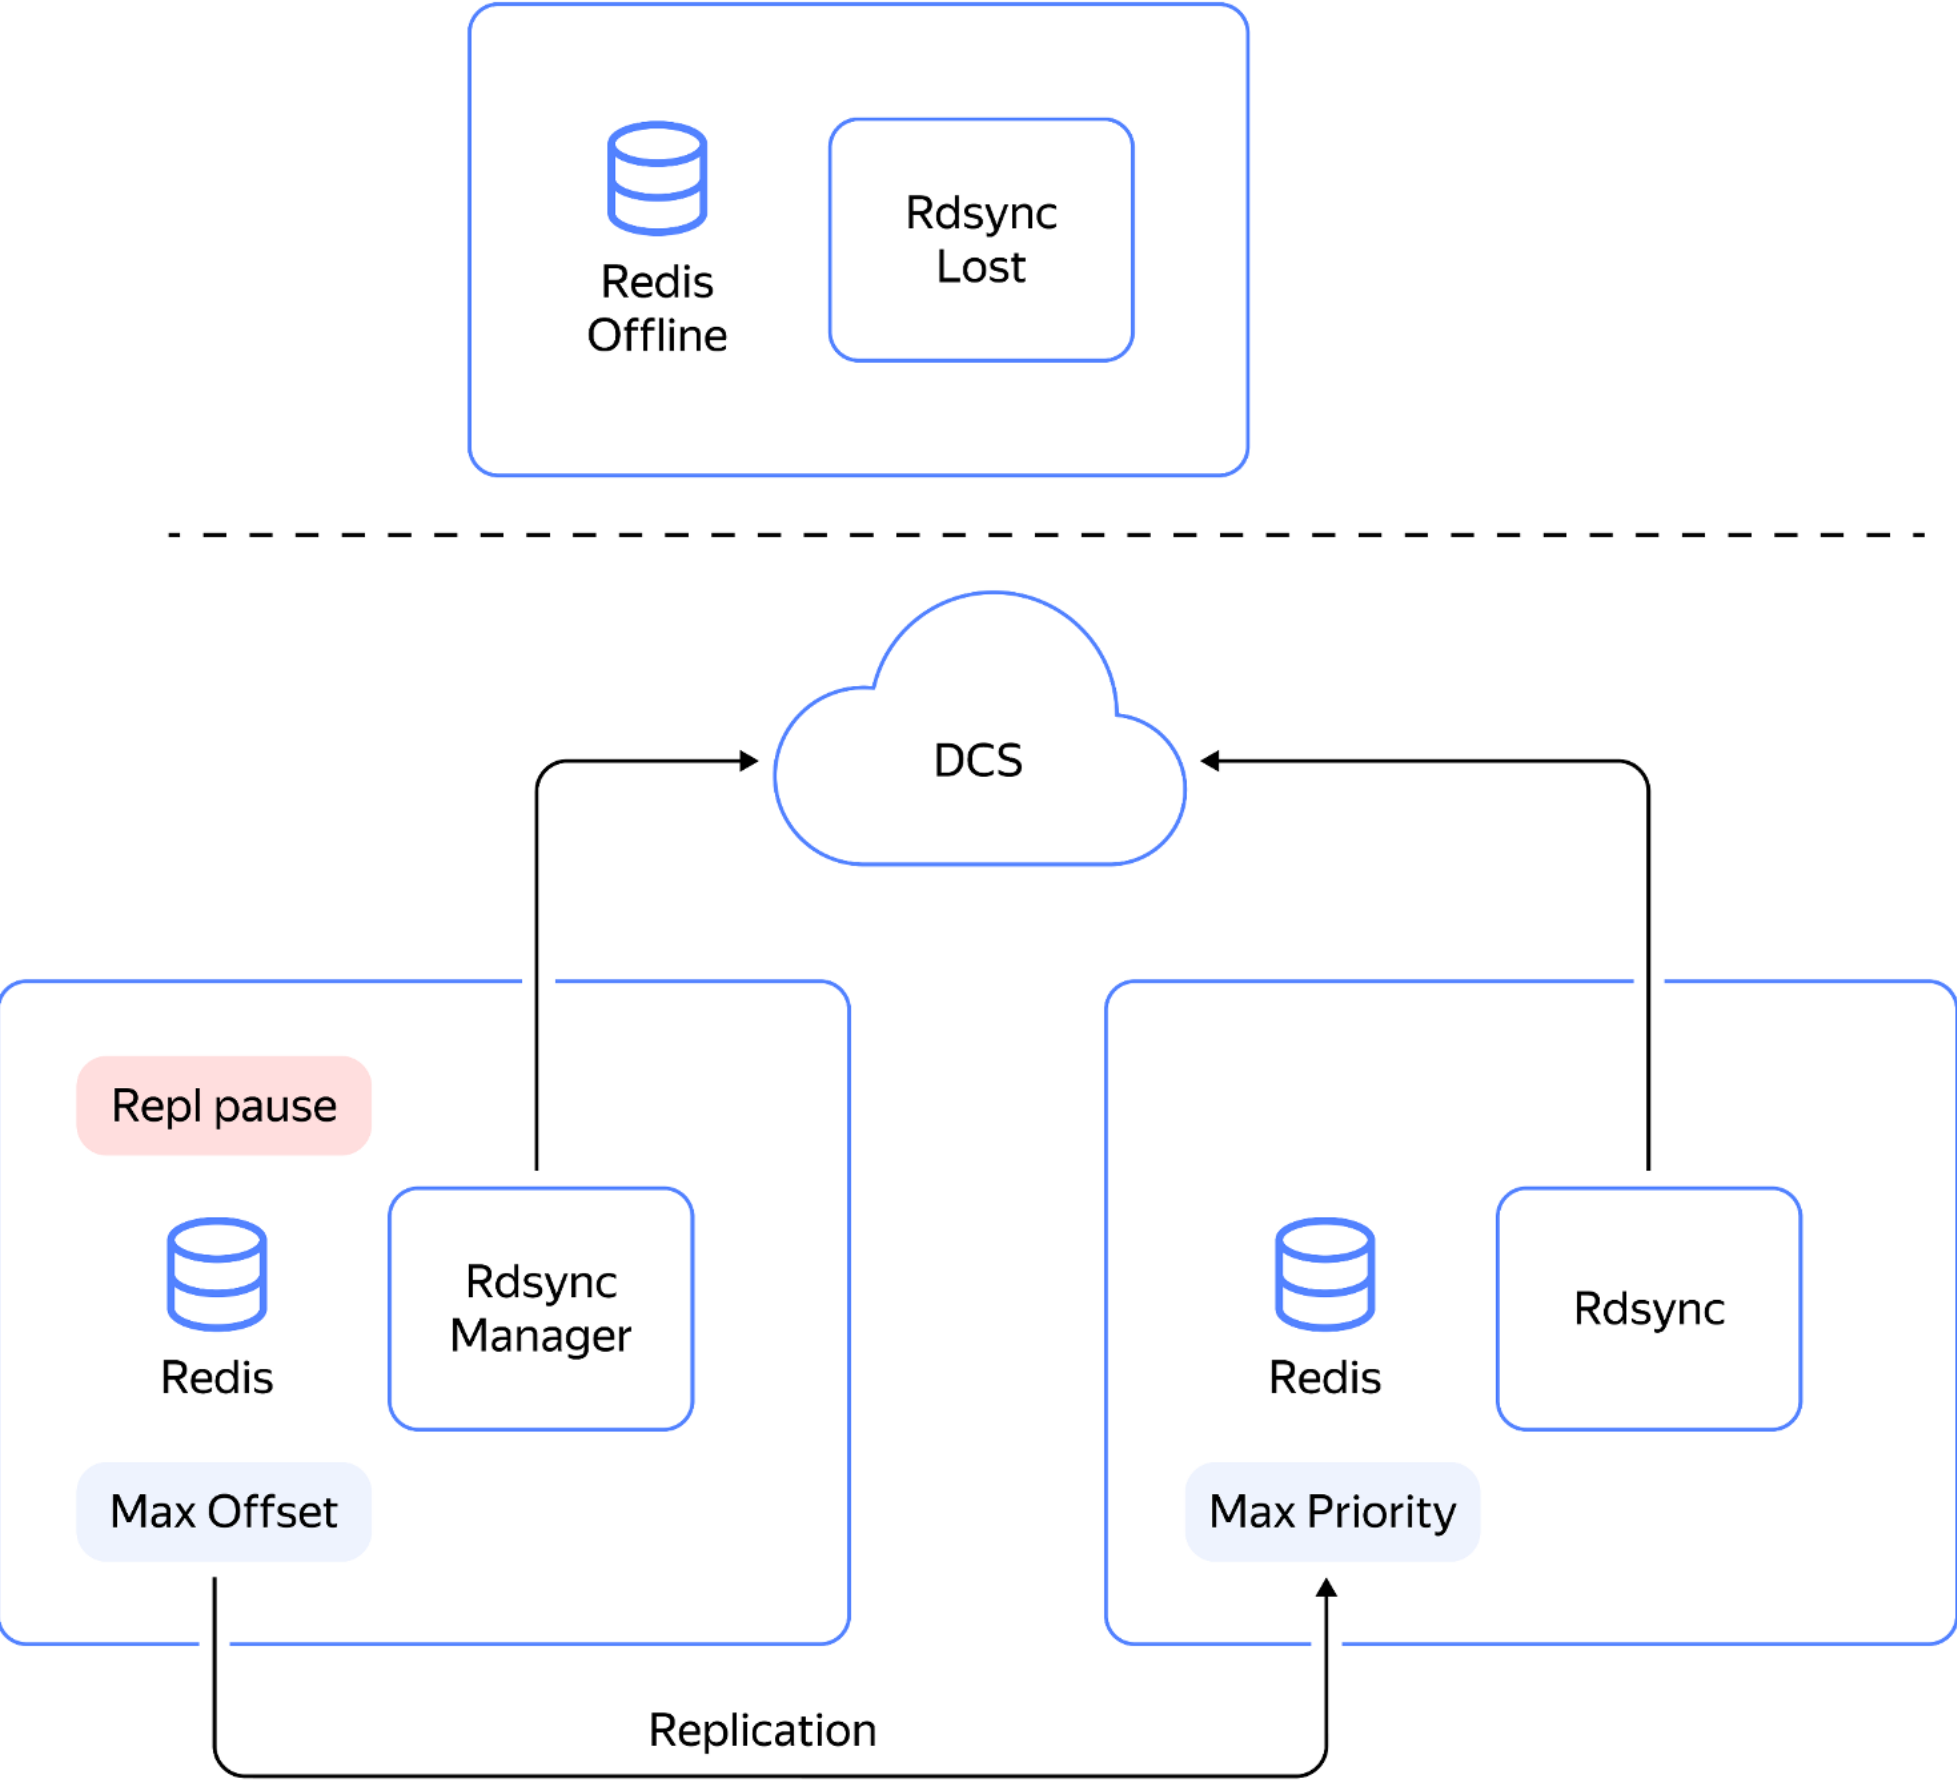 Redis
Offline
Rdsync
Lost
DCS
Repl pause
Redis
Rdsync
Manager
Max Offset
Redis
Rdsync
Max Priority
Replication